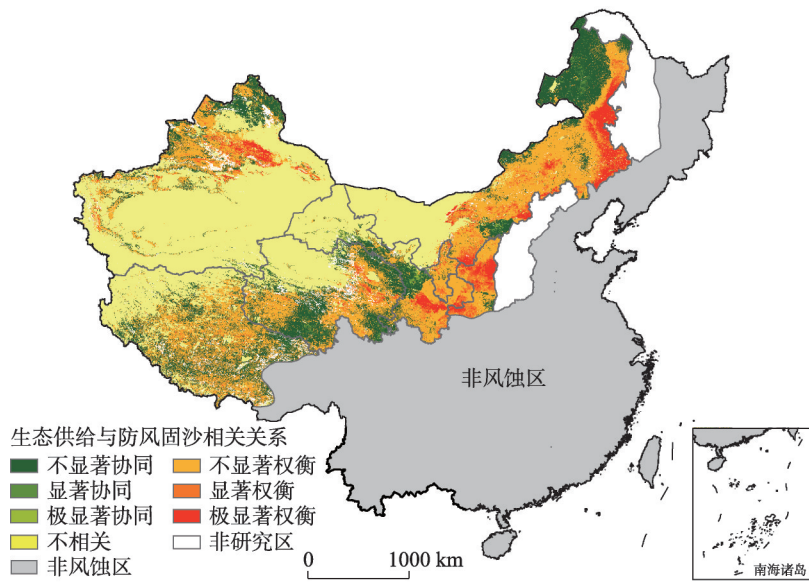 非风蚀区
生态供给与防风固沙相关关系
不显著协同
不显著权衡
显著协同
显著权衡
极显著协同
极显著权衡
不相关
非研究区
非风蚀区
0 1000 km
南海诸岛